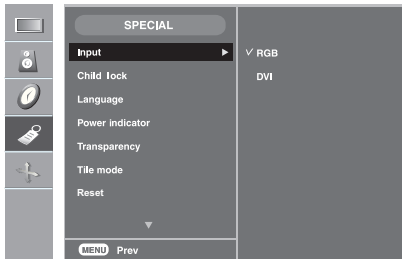 SPECIAL
Input
RGB
Child lock
DVI
Language
Power indicator
Transparency
Tile mode
Reset
MENU Prev